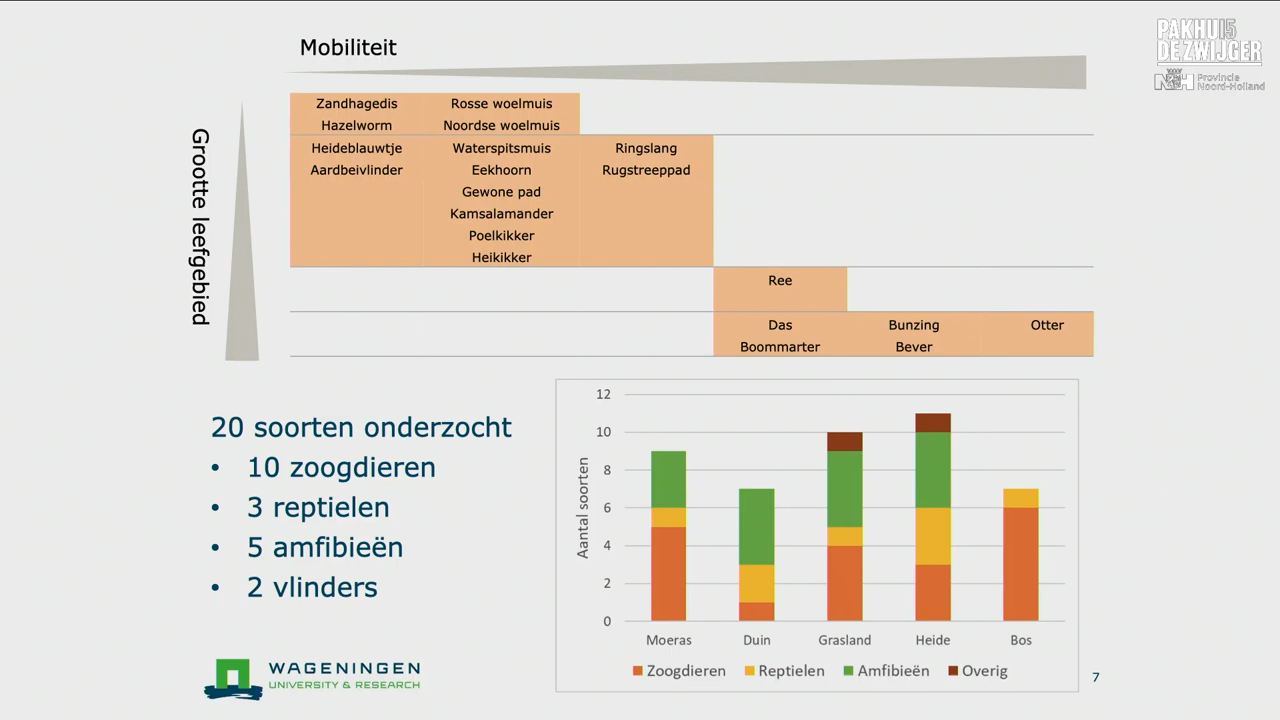 PAKHUIS
DE ZWIJGER
NH Provincie
Noord-Holland
Mobiliteit
Grootte leefgebied
Zandhagedis Rosse woelmuis
Hazelworm Noordse woelmuis
Heideblauwtje Waterspitsmuis Ringslang
Aardbeivlinder Eekhoorn Rugstreeppad
Gewone pad
Kamsalamander
Poelkikker
Heikikker
Ree
Das Bunzing Otter
Boommarter Bever
20 soorten onderzocht
• 10 zoogdieren
• 3 reptielen
• 5 amfibieën
• 2 vlinders
Aantal soorten
12
10
8
6
4
2
0
Moeras Duin Grasland Heide Bos
Zoogdieren Reptielen Amfibieën Overig
WAGENINGEN
UNIVERSITY & RESEARCH
7